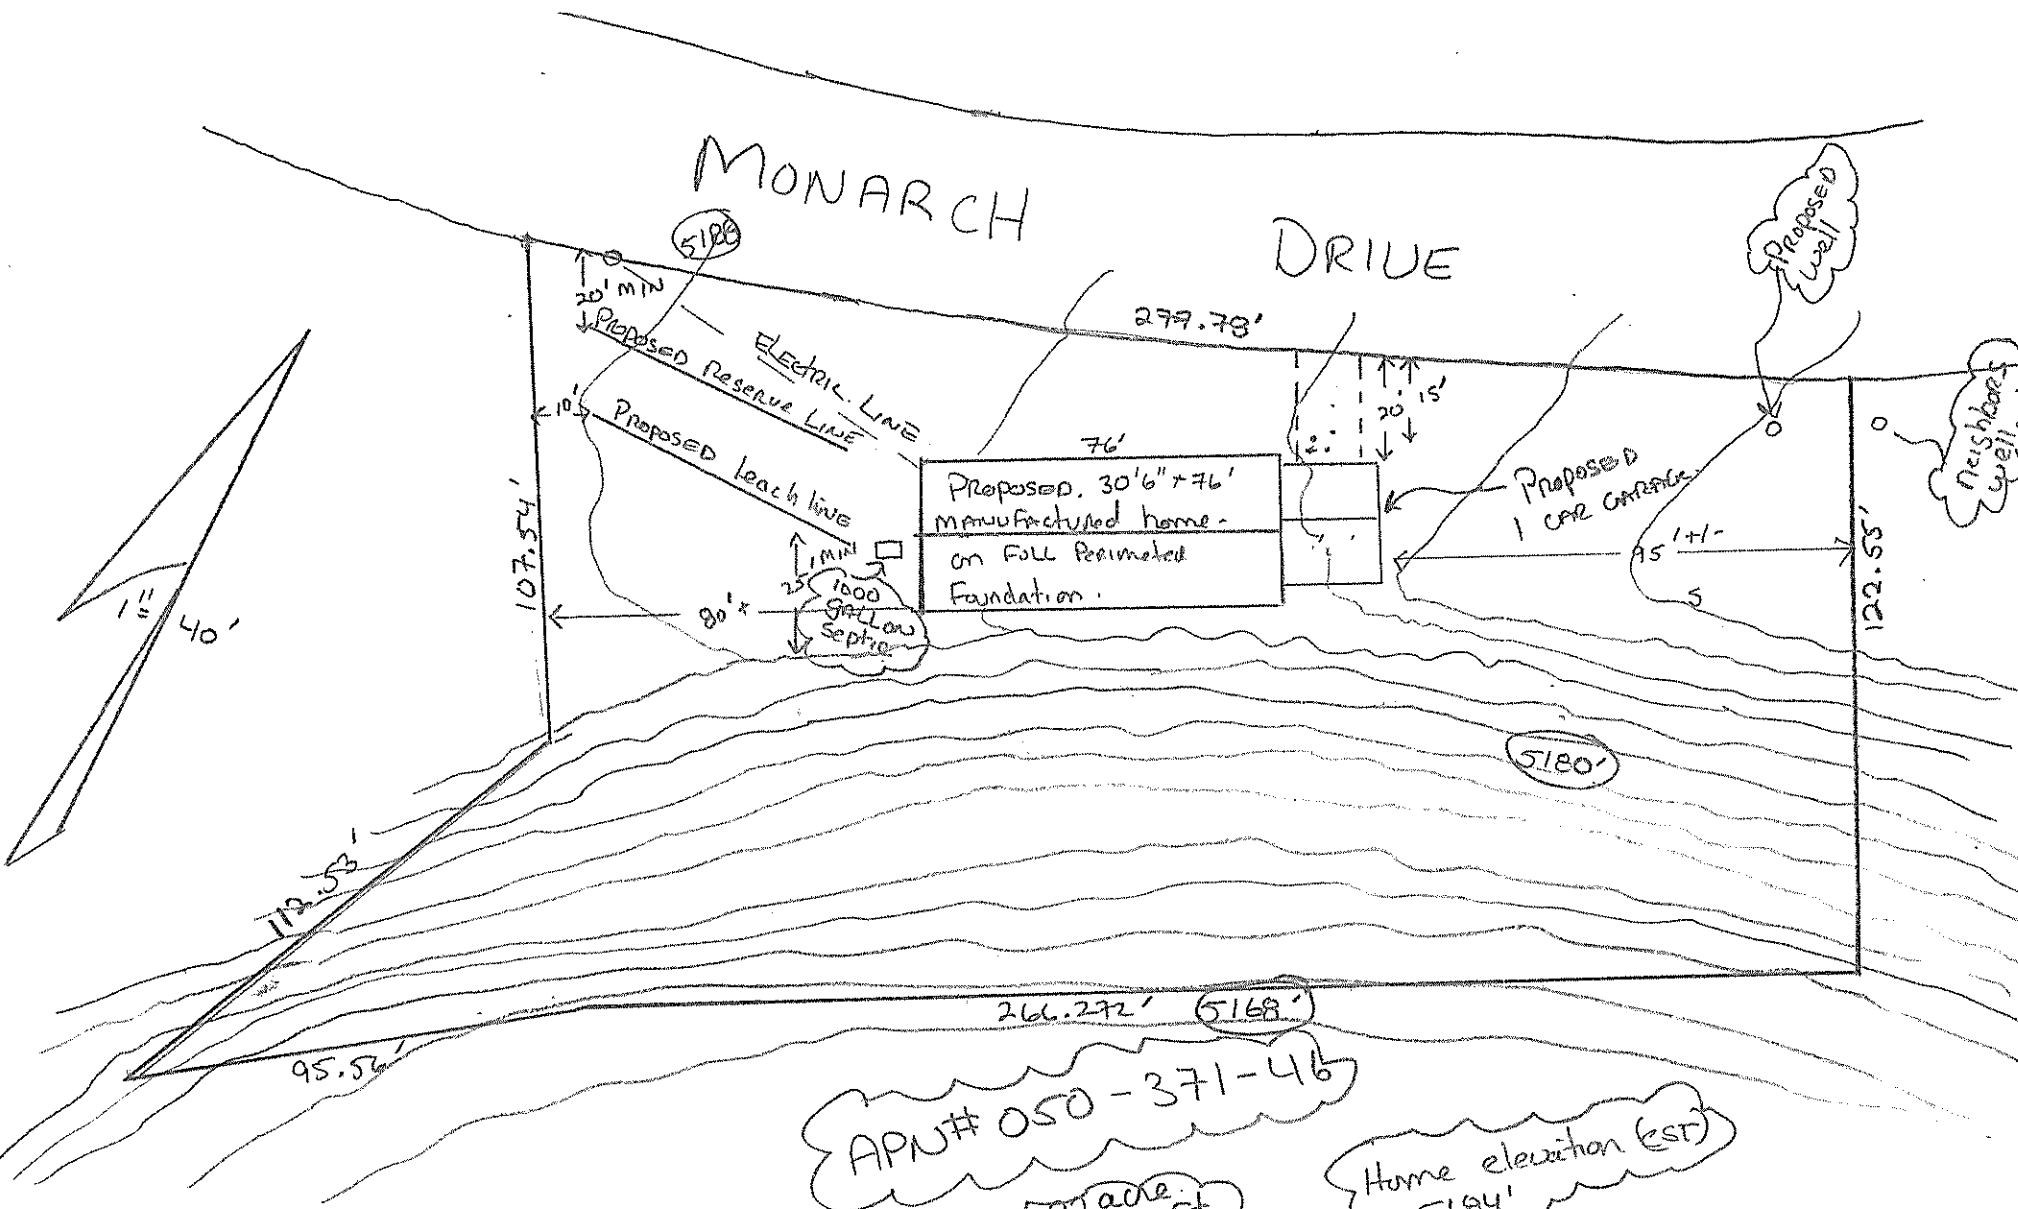 MONARCH DRIVE
5188
20' MIN
PROPOSED RESERVE LINE
ELECTRIC LINE
279.78'
10'
PROPOSED Leach LINE
107.54'
25' MIN
1000
GALLON
Septic
80' ±
76'
PROPOSED. 30'6" x 76'
MANUFACTURED home.
on FULL Perimeter
Foundation.
20'
15'
PROPOSED
1 CAR GARAGE
95' +/-
PROPOSED
well
neighbors
well.
122.55'
1" = 40'
5180'
112.53'
95.56'
266.272'
5168'
APN# 050-371-46
acre
Home elevation (EST)
5184'